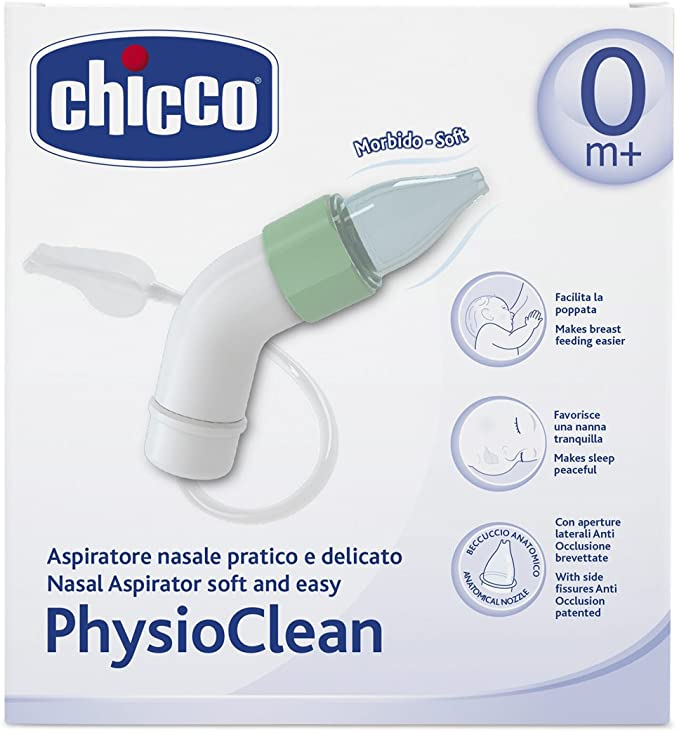 chicco®
0
m+
Morbido - Soft
Facilita la
poppata
Makes breast
feeding easier
Favorisce
una nanna
tranquilla
Makes sleep
peaceful
BECCUCCIO ANATOMICO
ANATOMICAL NOZZLE
Con aperture
laterali Anti
Occlusione
brevettate
With side
fissures Anti
Occlusion
patented
Aspiratore nasale pratico e delicato
Nasal Aspirator soft and easy
PhysioClean